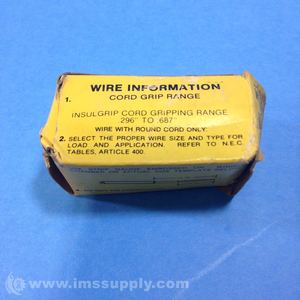 WIRE INFORMATION
1. CORD GRIP RANGE
INSULGRIP CORD GRIPPING RANGE
.296" TO .687"
WIRE WITH ROUND CORD ONLY:
2. SELECT THE PROPER WIRE SIZE AND TYPE FOR
LOAD AND APPLICATION. REFER TO N.E.C.
TABLES, ARTICLE 400.
© www.imssupply.com